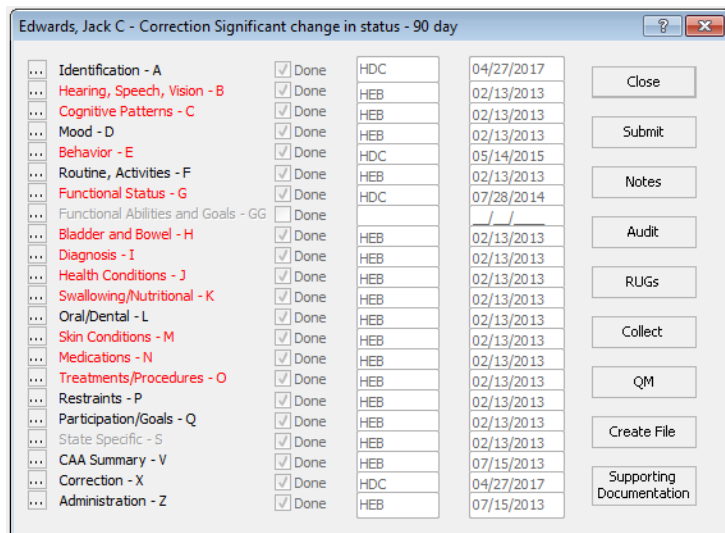 Edwards, Jack C - Correction Significant change in status - 90 day ?
... Identification - A Done HDC 04/27/2017
... Hearing, Speech, Vision - B Done HEB 02/13/2013
... Cognitive Patterns - C Done HEB 02/13/2013
... Mood - D Done HEB 02/13/2013
... Behavior - E Done HDC 05/14/2015
... Routine, Activities - F Done HEB 02/13/2013
... Functional Status - G Done HDC 07/28/2014
... Functional Abilities and Goals - GG Done __/__/____
... Bladder and Bowel - H Done HEB 02/13/2013
... Diagnosis - I Done HEB 02/13/2013
... Health Conditions - J Done HEB 02/13/2013
... Swallowing/Nutritional - K Done HEB 02/13/2013
... Oral/Dental - L Done HEB 02/13/2013
... Skin Conditions - M Done HEB 02/13/2013
... Medications - N Done HEB 02/13/2013
... Treatments/Procedures - O Done HEB 02/13/2013
... Restraints - P Done HEB 02/13/2013
... Participation/Goals - Q Done HEB 02/13/2013
... State Specific - S Done HEB 02/13/2013
... CAA Summary - V Done HEB 07/15/2013
... Correction - X Done HDC 04/27/2017
... Administration - Z Done HEB 07/15/2013
Close
Submit
Notes
Audit
RUGs
Collect
QM
Create File
Supporting
Documentation